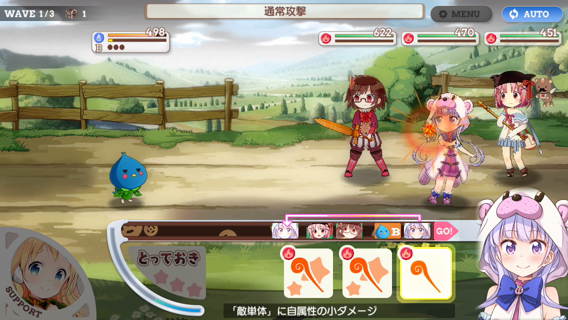 WAVE 1/3 1
通常攻撃
MENU
AUTO
498
B
622
470
451
B
GO!
とっておき
SUPPORT
「敵単体」に自属性の小ダメージ